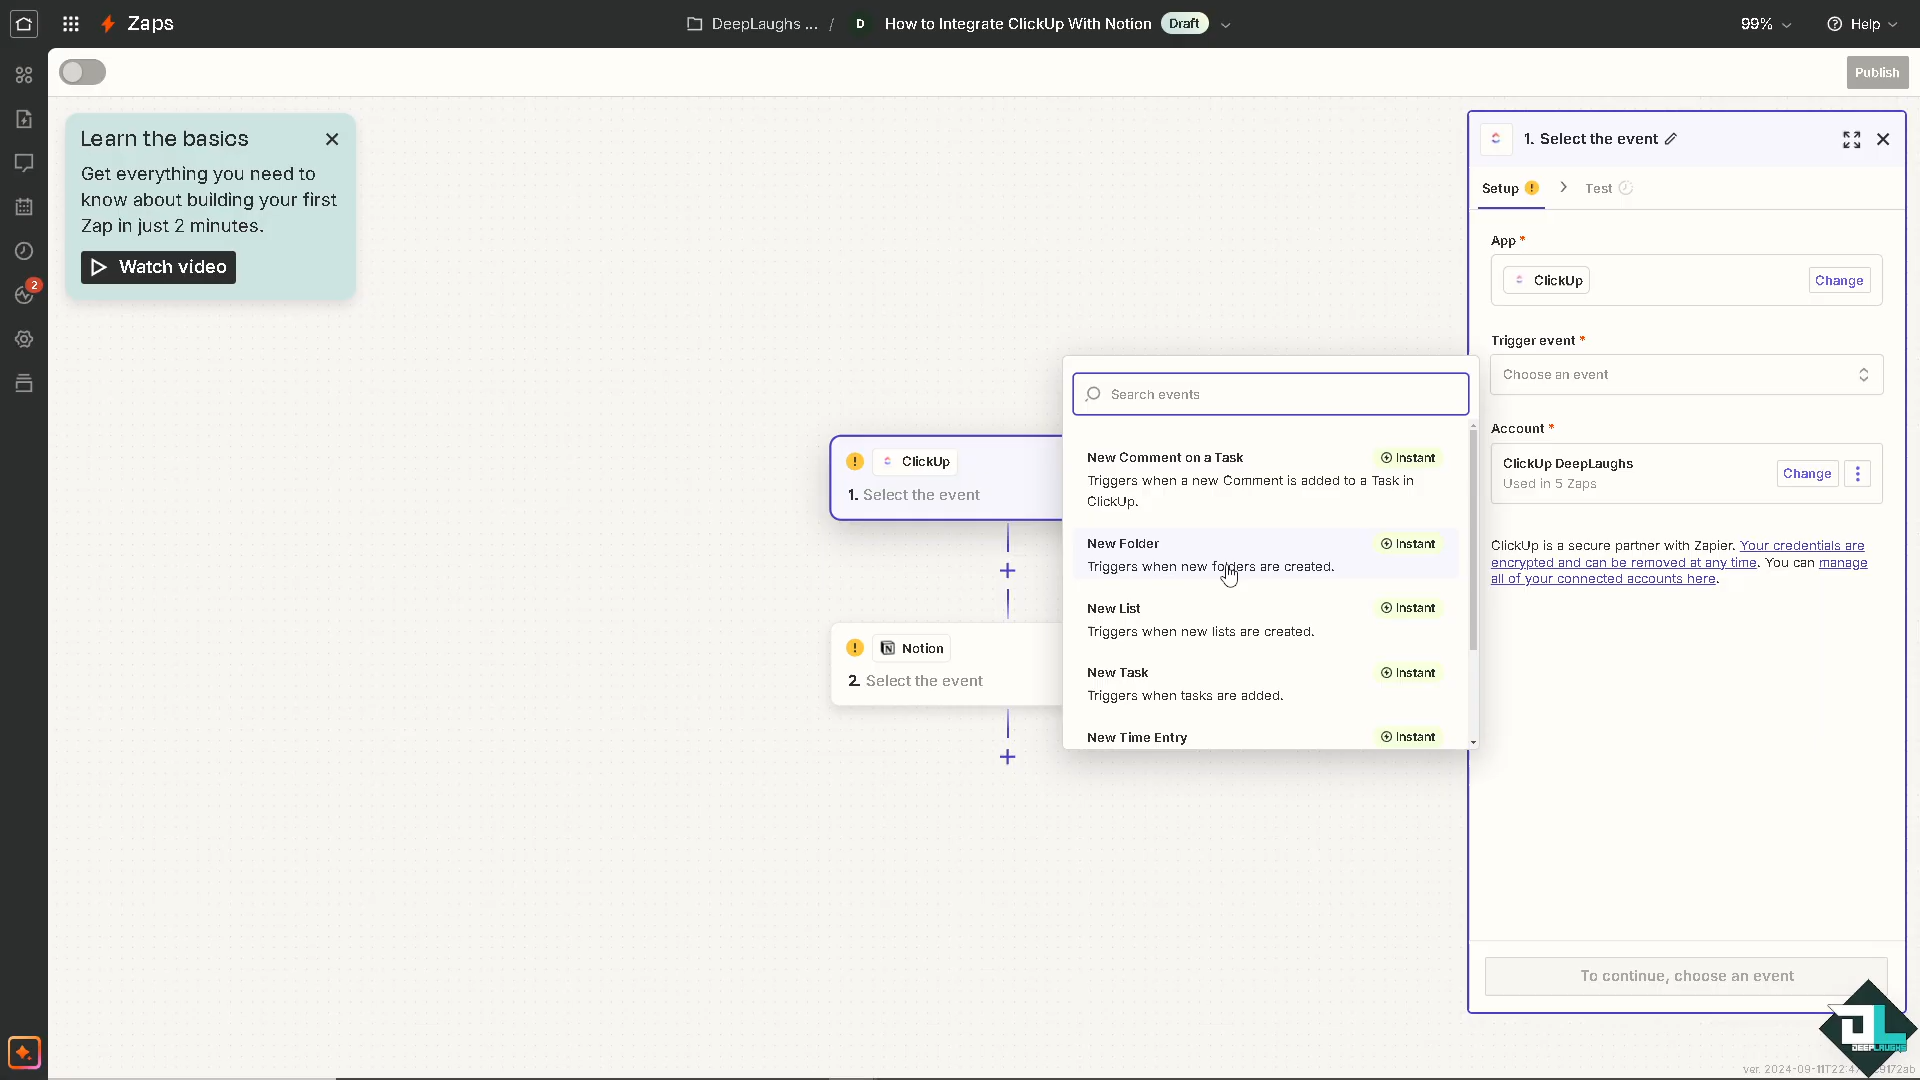 Zaps
DeepLaughs ... / D How to Integrate ClickUp With Notion Draft
99%
Help
Publish
Learn the basics
Get everything you need to
know about building your first
Zap in just 2 minutes.
Watch video
2
ClickUp
1. Select the event
Notion
2. Select the event
Search events
New Comment on a Task Instant
Triggers when a new Comment is added to a Task in
ClickUp.
New Folder Instant
Triggers when new folders are created.
New List Instant
Triggers when new lists are created.
New Task Instant
Triggers when tasks are added.
New Time Entry Instant
1. Select the event
Setup Test
App *
ClickUp Change
Trigger event *
Choose an event
Account *
ClickUp DeepLaughs
Used in 5 Zaps
Change
ClickUp is a secure partner with Zapier. Your credentials are
encrypted and can be removed at any time. You can manage
all of your connected accounts here.
To continue, choose an event
DEEPLAUGHS